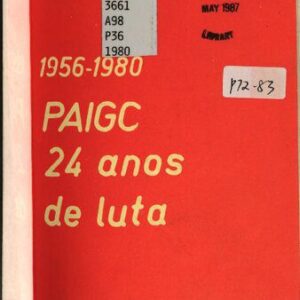 3661
A98
P36
1980
MAY 1987
LIBRARY
1956-1980
P72-83
PAIGC
24 anos
de luta